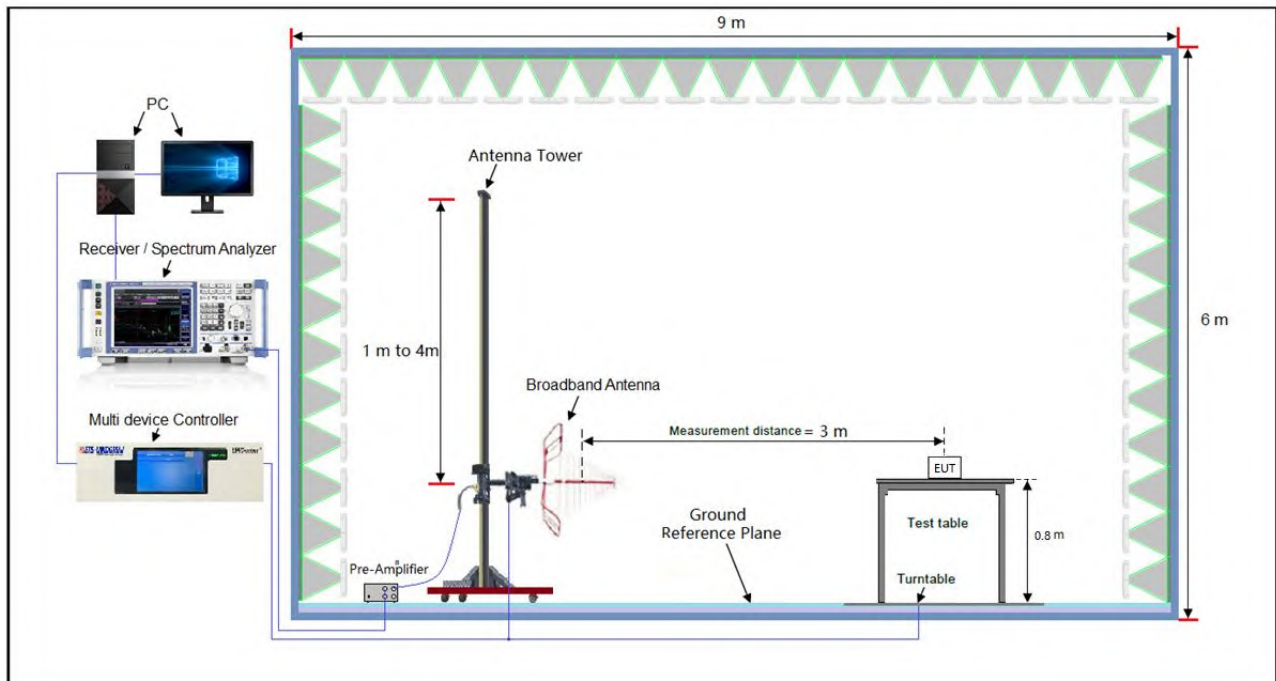 9 m
PC
Antenna Tower
Receiver / Spectrum Analyzer
6 m
1 m to 4m
Broadband Antenna
Multi device Controller
Measurement distance = 3 m
EUT
Ground
Reference Plane
Test table
0.8 m
Pre-Amplifier
Turntable